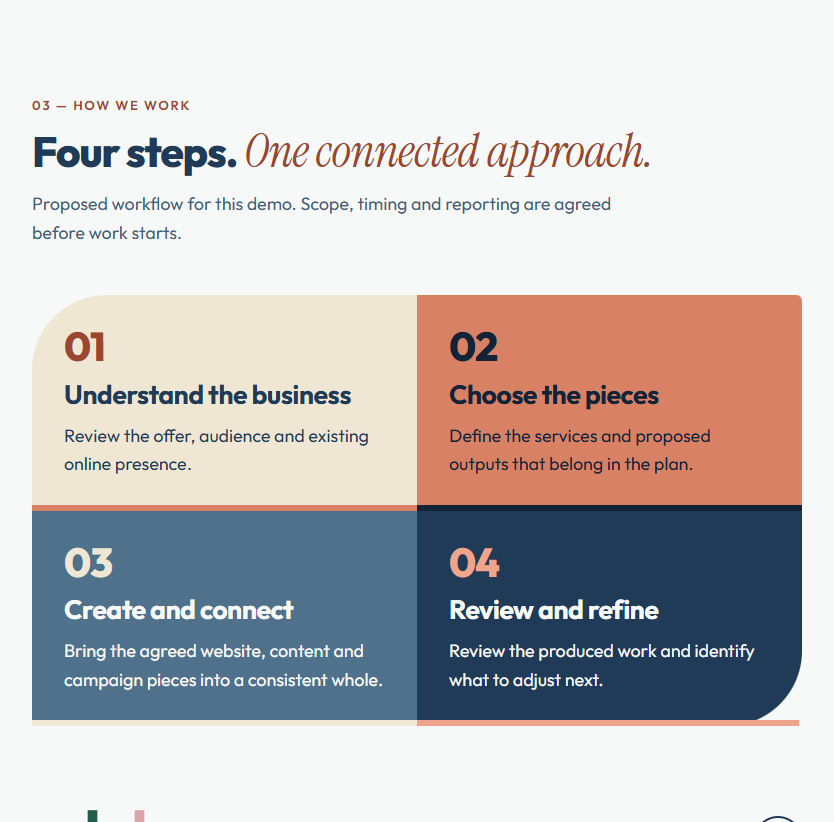 03 — HOW WE WORK
Four steps. One connected approach.
Proposed workflow for this demo. Scope, timing and reporting are agreed
before work starts.
01
Understand the business
Review the offer, audience and existing
online presence.
02
Choose the pieces
Define the services and proposed
outputs that belong in the plan.
03
Create and connect
Bring the agreed website, content and
campaign pieces into a consistent whole.
04
Review and refine
Review the produced work and identify
what to adjust next.